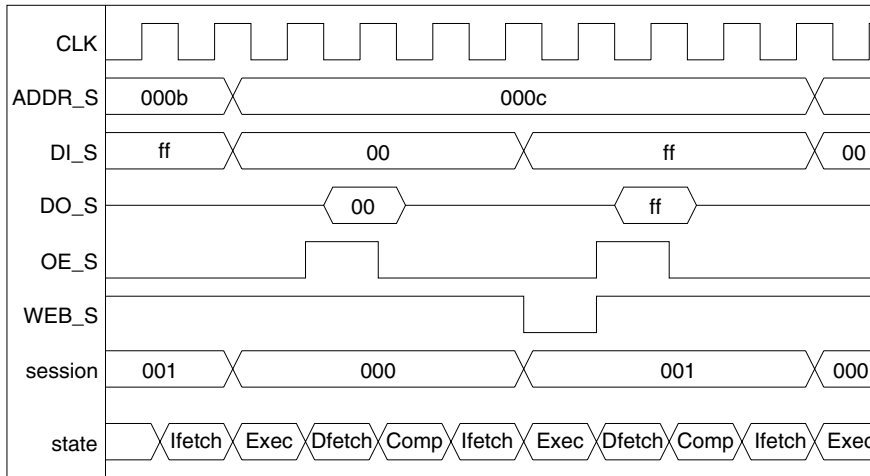 CLK
ADDR_S 000b 000c
DI_S ff 00 ff 00
DO_S 00 ff
OE_S
WEB_S
session 001 000 001 000
state Ifetch Exec Dfetch Comp Ifetch Exec Dfetch Comp Ifetch Exec